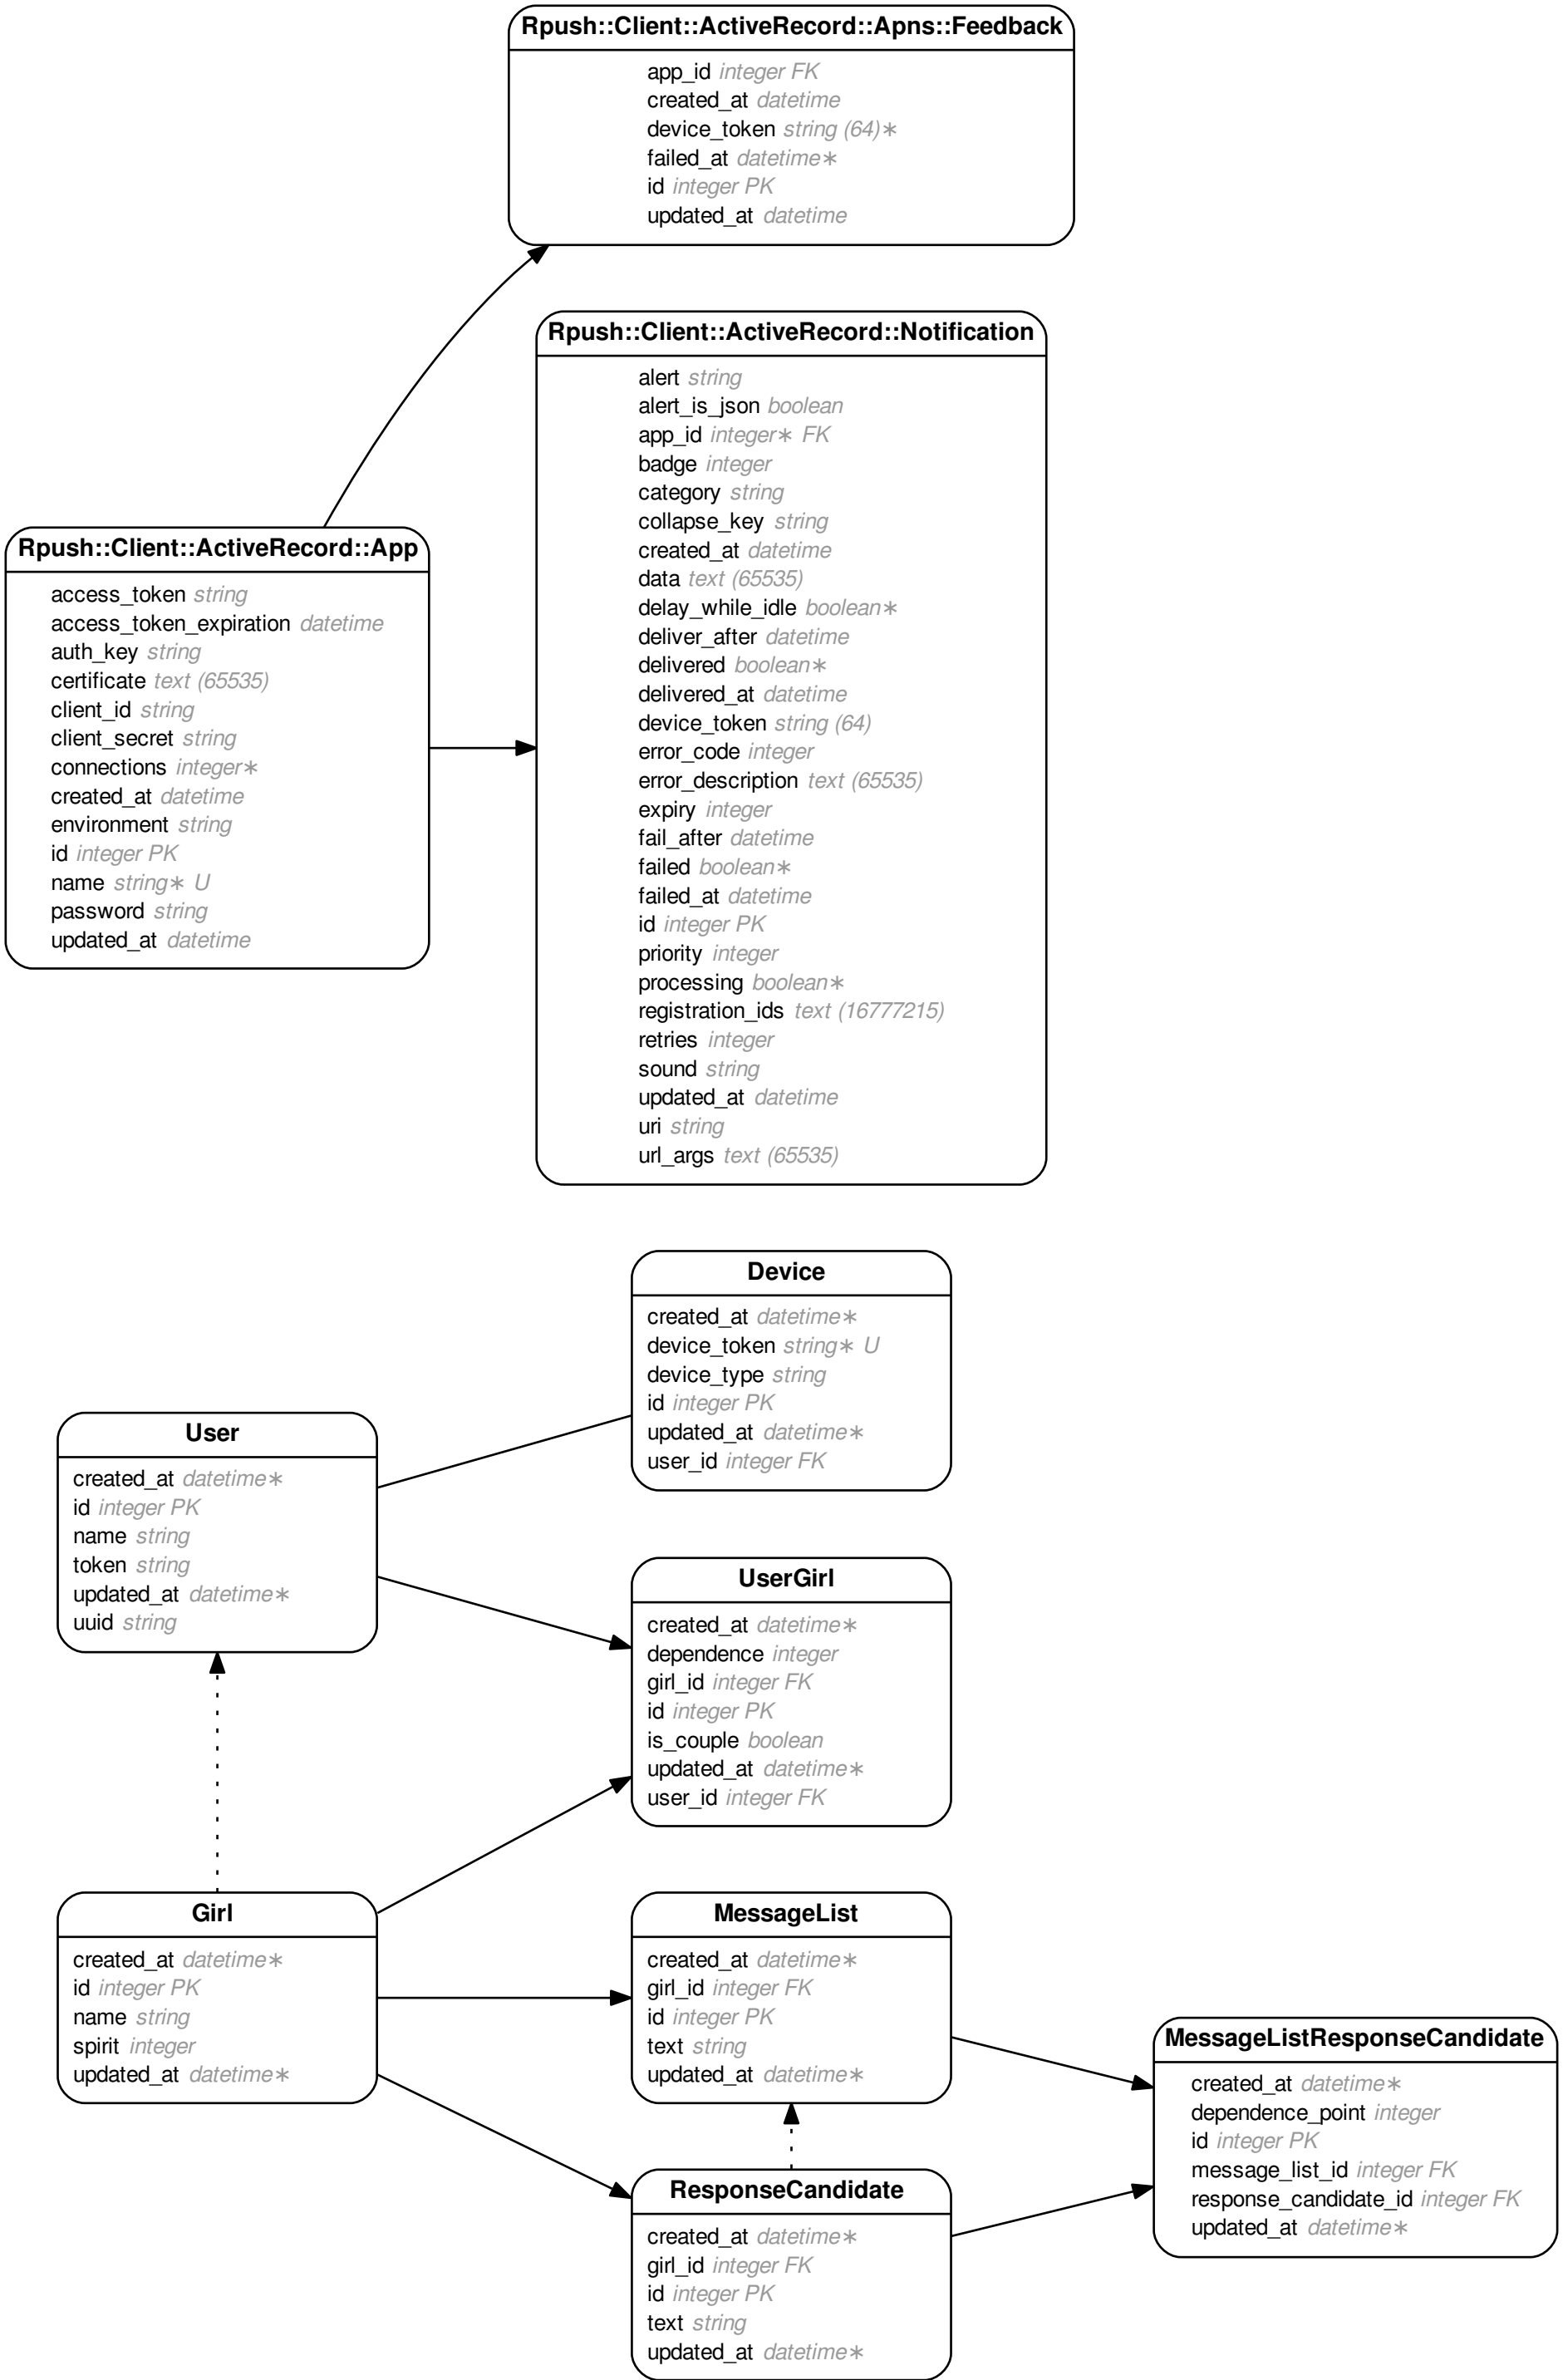 Rpush::Client::ActiveRecord::Apns::Feedback
app_id integer FK
created_at datetime
device_token string (64)∗
failed_at datetime∗
id integer PK
updated_at datetime
Rpush::Client::ActiveRecord::Notification
alert string
alert_is_json boolean
app_id integer∗ FK
badge integer
category string
collapse_key string
created_at datetime
data text (65535)
delay_while_idle boolean∗
deliver_after datetime
delivered boolean∗
delivered_at datetime
device_token string (64)
error_code integer
error_description text (65535)
expiry integer
fail_after datetime
failed boolean∗
failed_at datetime
id integer PK
priority integer
processing boolean∗
registration_ids text (16777215)
retries integer
sound string
updated_at datetime
uri string
url_args text (65535)
Rpush::Client::ActiveRecord::App
access_token string
access_token_expiration datetime
auth_key string
certificate text (65535)
client_id string
client_secret string
connections integer∗
created_at datetime
environment string
id integer PK
name string∗ U
password string
updated_at datetime
Device
created_at datetime∗
device_token string∗ U
device_type string
id integer PK
updated_at datetime∗
user_id integer FK
User
created_at datetime∗
id integer PK
name string
token string
updated_at datetime∗
uuid string
UserGirl
created_at datetime∗
dependence integer
girl_id integer FK
id integer PK
is_couple boolean
updated_at datetime∗
user_id integer FK
Girl
created_at datetime∗
id integer PK
name string
spirit integer
updated_at datetime∗
MessageList
created_at datetime∗
girl_id integer FK
id integer PK
text string
updated_at datetime∗
MessageListResponseCandidate
created_at datetime∗
dependence_point integer
id integer PK
message_list_id integer FK
response_candidate_id integer FK
updated_at datetime∗
ResponseCandidate
created_at datetime∗
girl_id integer FK
id integer PK
text string
updated_at datetime∗